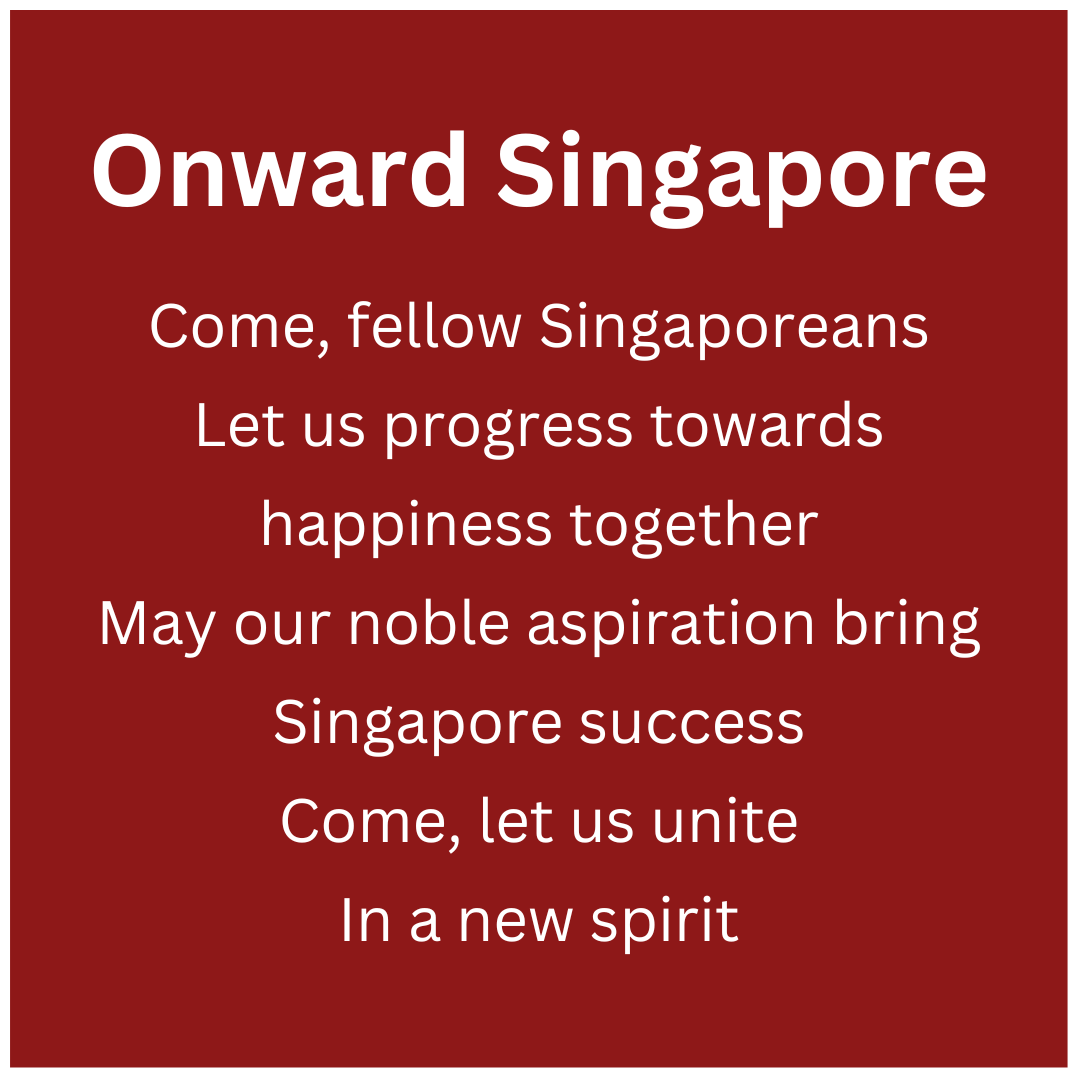 Onward Singapore
Come, fellow Singaporeans
Let us progress towards
happiness together
May our noble aspiration bring
Singapore success
Come, let us unite
In a new spirit